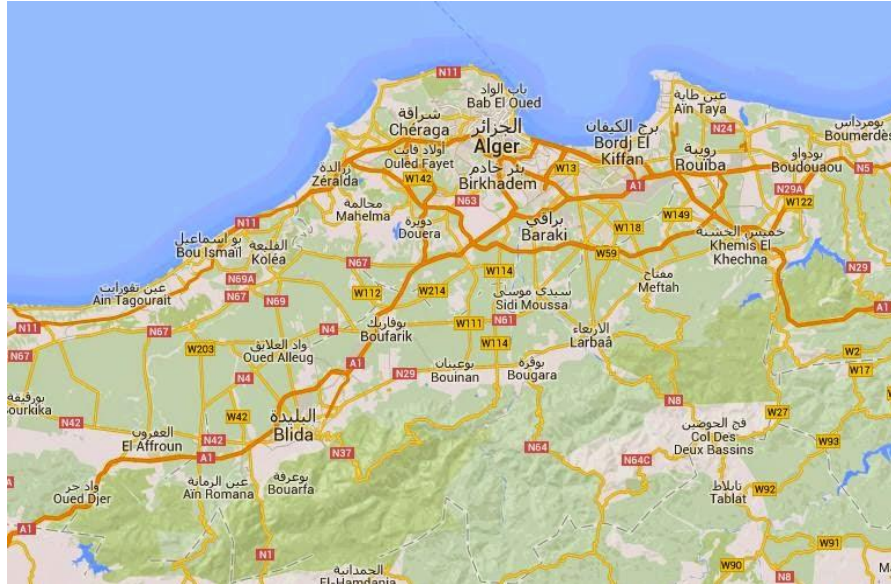 N11
باب الواد
Bab El Oued
عين طاية
Aïn Taya
شراقة
Chéraga
الجزائر
Alger
برج الكيفان
Bordj El
Kiffan
N24
بومرداس
Boumerdès
أولاد فايت
Ouled Fayet
رويبة
Rouïba
بودواو
Boudouaou
N5
زرالدة
Zéralda
W142
بئر خادم
Birkhadem
W13
A1
N29A
W122
محالمة
Mahelma
N63
N11
دويرة
Douera
براقي
Baraki
W118
W149
خميس الخشنة
Khemis El
Khechna
بو اسماعيل
Bou Ismaïl
القليعة
Koléa
N67
W59
W114
مفتاح
Meftah
N29
N69A
N67
N69
W112
W214
سيدي موسى
Sidi Moussa
عين تقورايت
Ain Tagourait
A1
N11
N67
N4
بوفاريك
Boufarik
W111
N61
الاربعاء
Larbaâ
N67
W203
واد العلايق
Oued Alleug
W114
W2
A1
N4
N29
بوعينان
Bouinan
بوقرة
Bougara
W17
بورقيقة
Bourkika
N8
W42
البليدة
Blida
W27
N42
العفرون
El Affroun
N42
فج الحوضين
Col Des
Deux Bassins
W93
N37
N64
A1
N64C
واد جر
Oued Djer
عين الرمانة
Aïn Romana
بوعرفة
Bouarfa
تابلاط
Tablat
W92
A1
N1
W91
الحمدانية
El-Hamdania
W90
N8
M